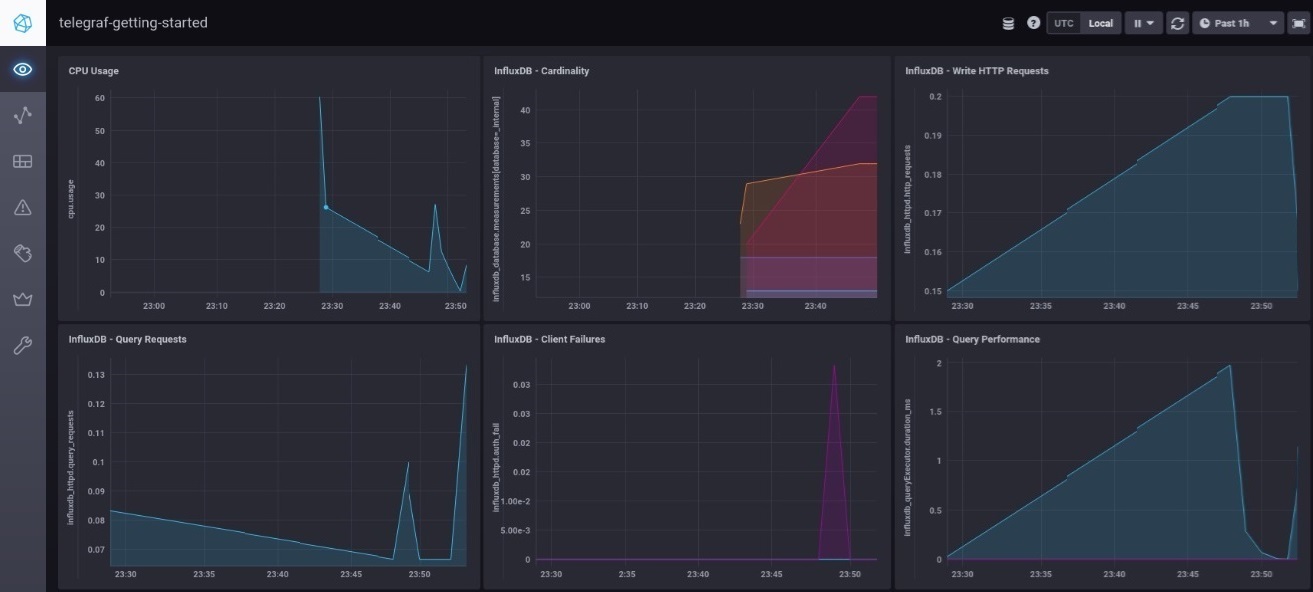 telegraf-getting-started
UTC Local Past 1h
CPU Usage
cpu.usage
60
50
40
30
20
10
0
23:00 23:10 23:20 23:30 23:40 23:50
InfluxDB - Cardinality
influxdb_database.measurements[database=_internal]
40
35
30
25
20
15
23:00 23:10 23:20 23:30 23:40
InfluxDB - Write HTTP Requests
influxdb_httpd.http_requests
0.2
0.19
0.18
0.17
0.16
0.15
23:30 23:35 23:40 23:45 23:50
InfluxDB - Query Requests
influxdb_httpd.query_requests
0.13
0.12
0.11
0.1
0.09
0.08
0.07
23:30 23:35 23:40 23:45 23:50
InfluxDB - Client Failures
influxdb_httpd.auth_fail
0.03
0.03
0.02
0.02
1.00e-2
5.00e-3
0
23:30 2:35 23:40 23:45 23:50
InfluxDB - Query Performance
influxdb_queryExecutor.duration_ms
2
1.5
1
0.5
0
23:30 23:35 23:40 23:45 23:50